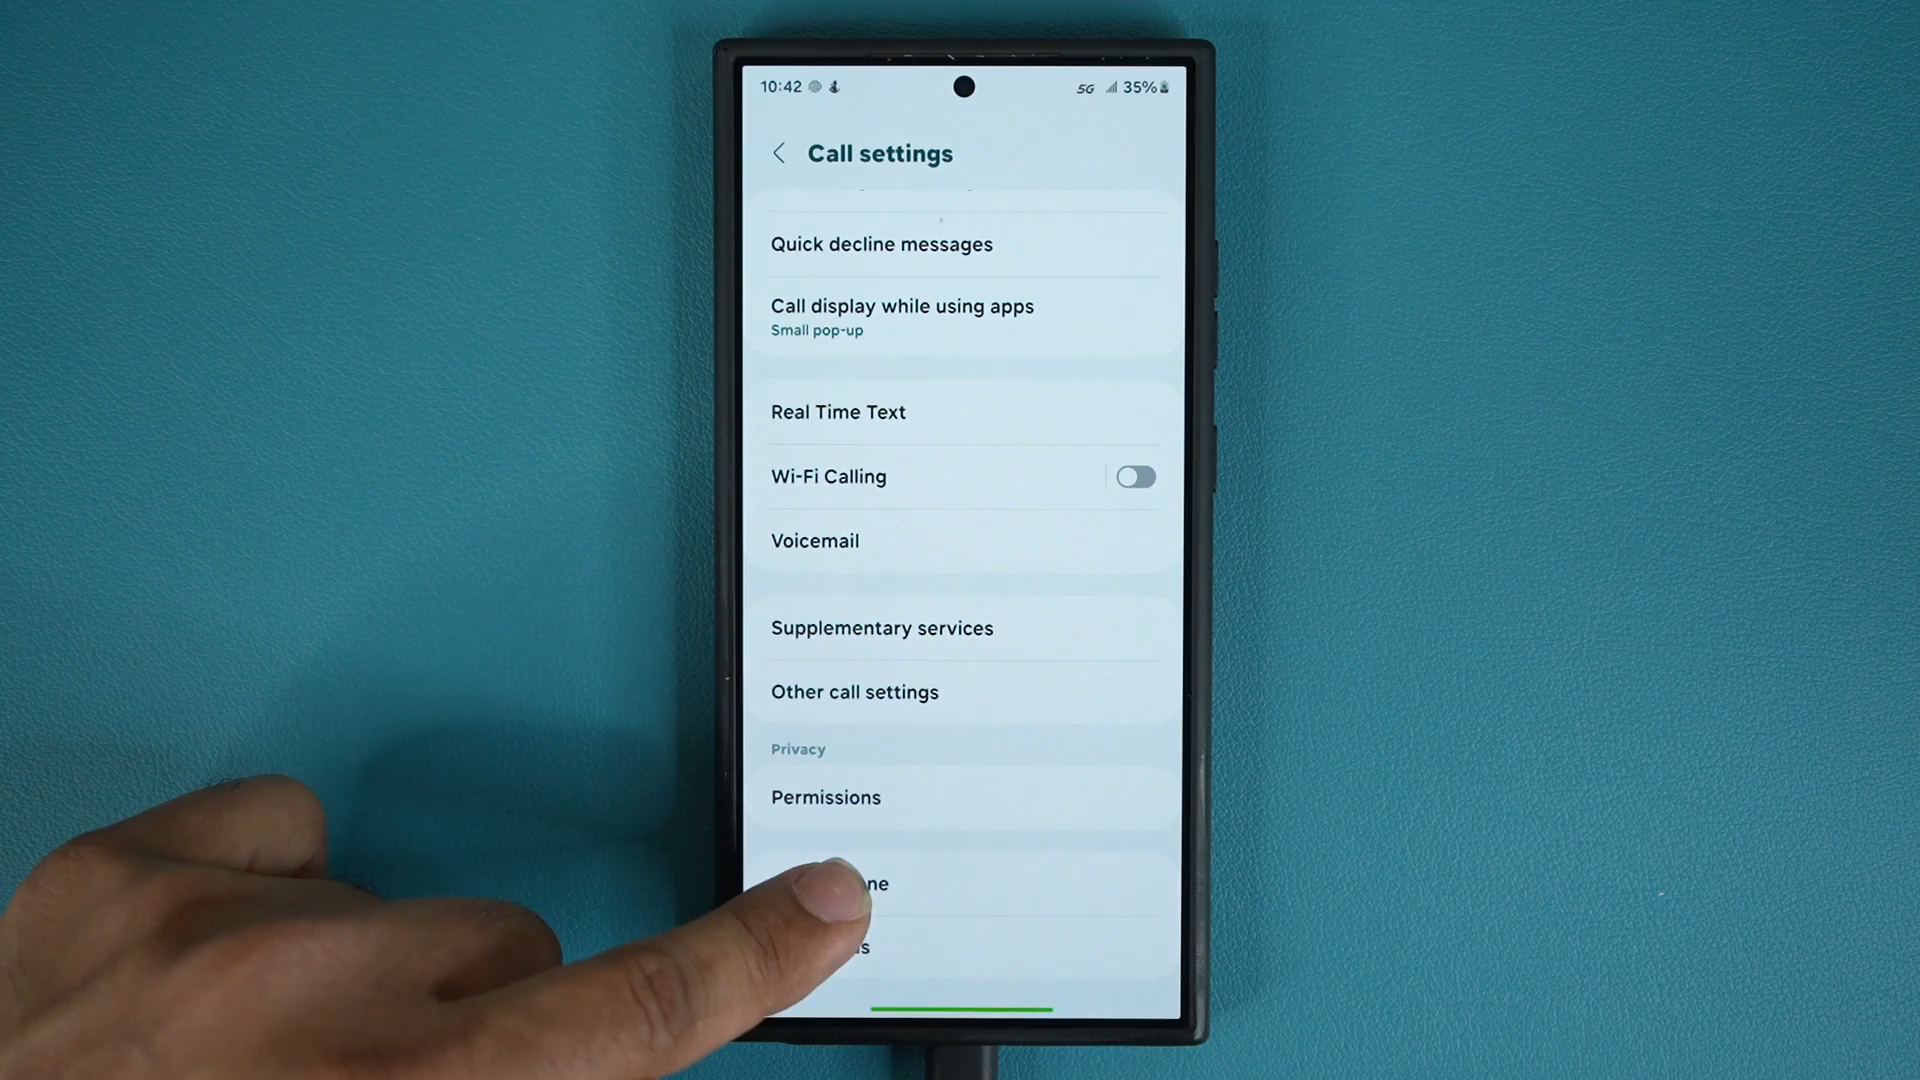 10:42 5G 35%
Call settings
Quick decline messages
Call display while using apps
Small pop-up
Real Time Text
Wi-Fi Calling
Voicemail
Supplementary services
Other call settings
Privacy
Permissions